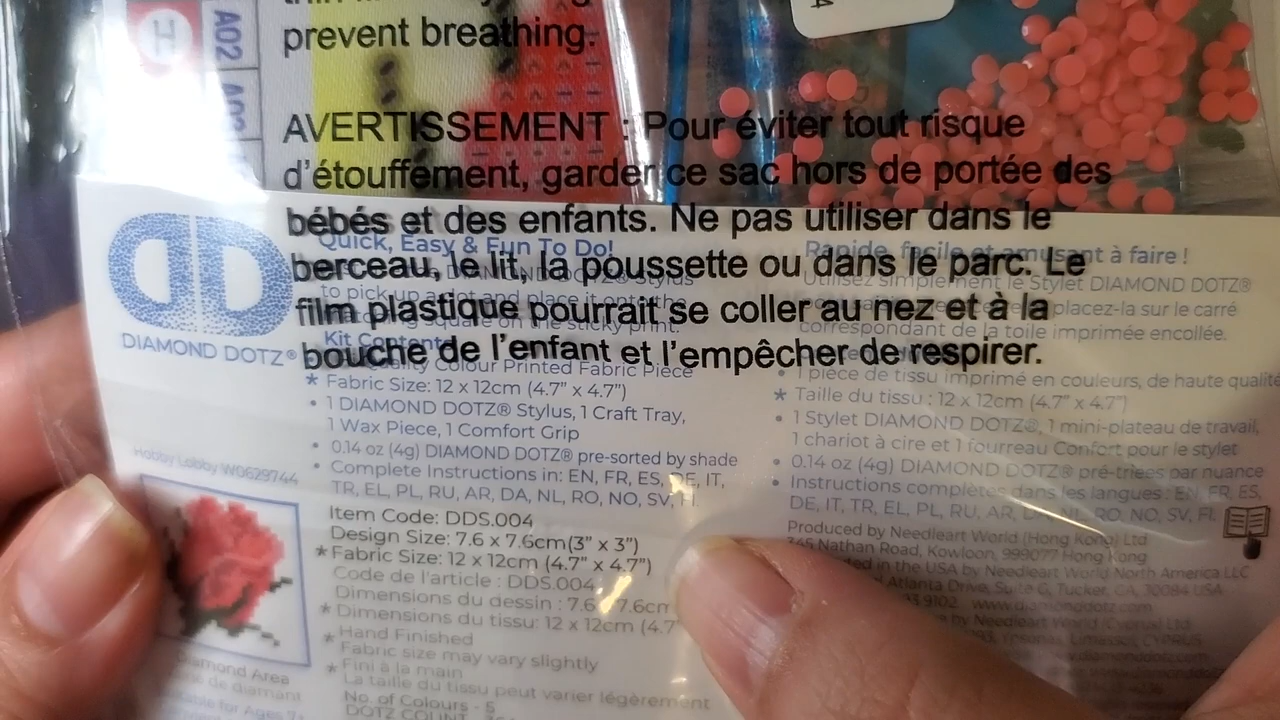 prevent breathing.
AVERTISSEMENT : Pour éviter tout risque
d'étouffement, garder ce sac hors de portée des
bébés et des enfants. Ne pas utiliser dans le
berceau, le lit, la poussette ou dans le parc. Le
film plastique pourrait se coller au nez et à la
bouche de l'enfant et l'empêcher de respirer.
H
A02
DD
DIAMOND DOTZ®
Hobby Lobby W0629744
Diamond Area
Quick, Easy & Fun To Do!
to pick up a dot and place it onto the
square on the sticky print.
Kit Contents
Quality Colour Printed Fabric Piece
* Fabric Size: 12 x 12cm (4.7" x 4.7")
• 1 DIAMOND DOTZ® Stylus, 1 Craft Tray,
1 Wax Piece, 1 Comfort Grip
• 0.14 oz (4g) DIAMOND DOTZ® pre-sorted by shade
• Complete Instructions in: EN, FR, ES, DE, IT,
TR, EL, PL, RU, AR, DA, NL, RO, NO, SV, FI.
Item Code: DDS.004
Design Size: 7.6 x 7.6cm (3" x 3")
* Fabric Size: 12 x 12cm (4.7" x 4.7")
Code de l'article : DDS.004
Dimensions du dessin : 7.6 x 7.6cm
* Dimensions du tissu: 12 x 12cm (4.7"
* Hand Finished
Fabric size may vary slightly
* Fini à la main
La taille du tissu peut varier légèrement
No. of Colours - 5
DOTZ COUNT
Rapide, facile et amusant à faire !
Utilisez simplement le Stylet DIAMOND DOTZ®
placez-la sur le carré
correspondant de la toile imprimée encollée.
• 1 pièce de tissu imprimé en couleurs, de haute qualité
* Taille du tissu : 12 x 12cm (4.7" x 4.7")
• 1 Stylet DIAMOND DOTZ®, 1 mini-plateau de travail,
1 chariot à cire et 1 fourreau Confort pour le stylet
• 0.14 oz (4g) DIAMOND DOTZ® pré-triées par nuance
• Instructions complètes dans les langues : EN, FR, ES,
DE, IT, TR, EL, PL, RU, AR, DA, NL, RO, NO, SV, FI.
Produced by Needleart World (Hong Kong) Ltd
Nathan Road, Kowloon, 999077 Hong Kong
in the USA by Needleart World North America LLC
Atlanta Drive, Suite G, Tucker, CA, 30084 USA
www.diamonddotz.com
by Needleart World (Cyprus) Ltd
Limassol, CYPRUS